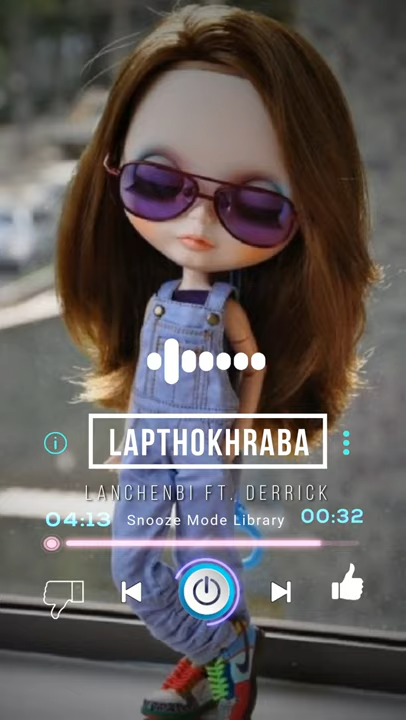 LAPTHOKHRABA
LANCHENBI FT. DERRICK
04:13 Snooze Mode Library 00:32